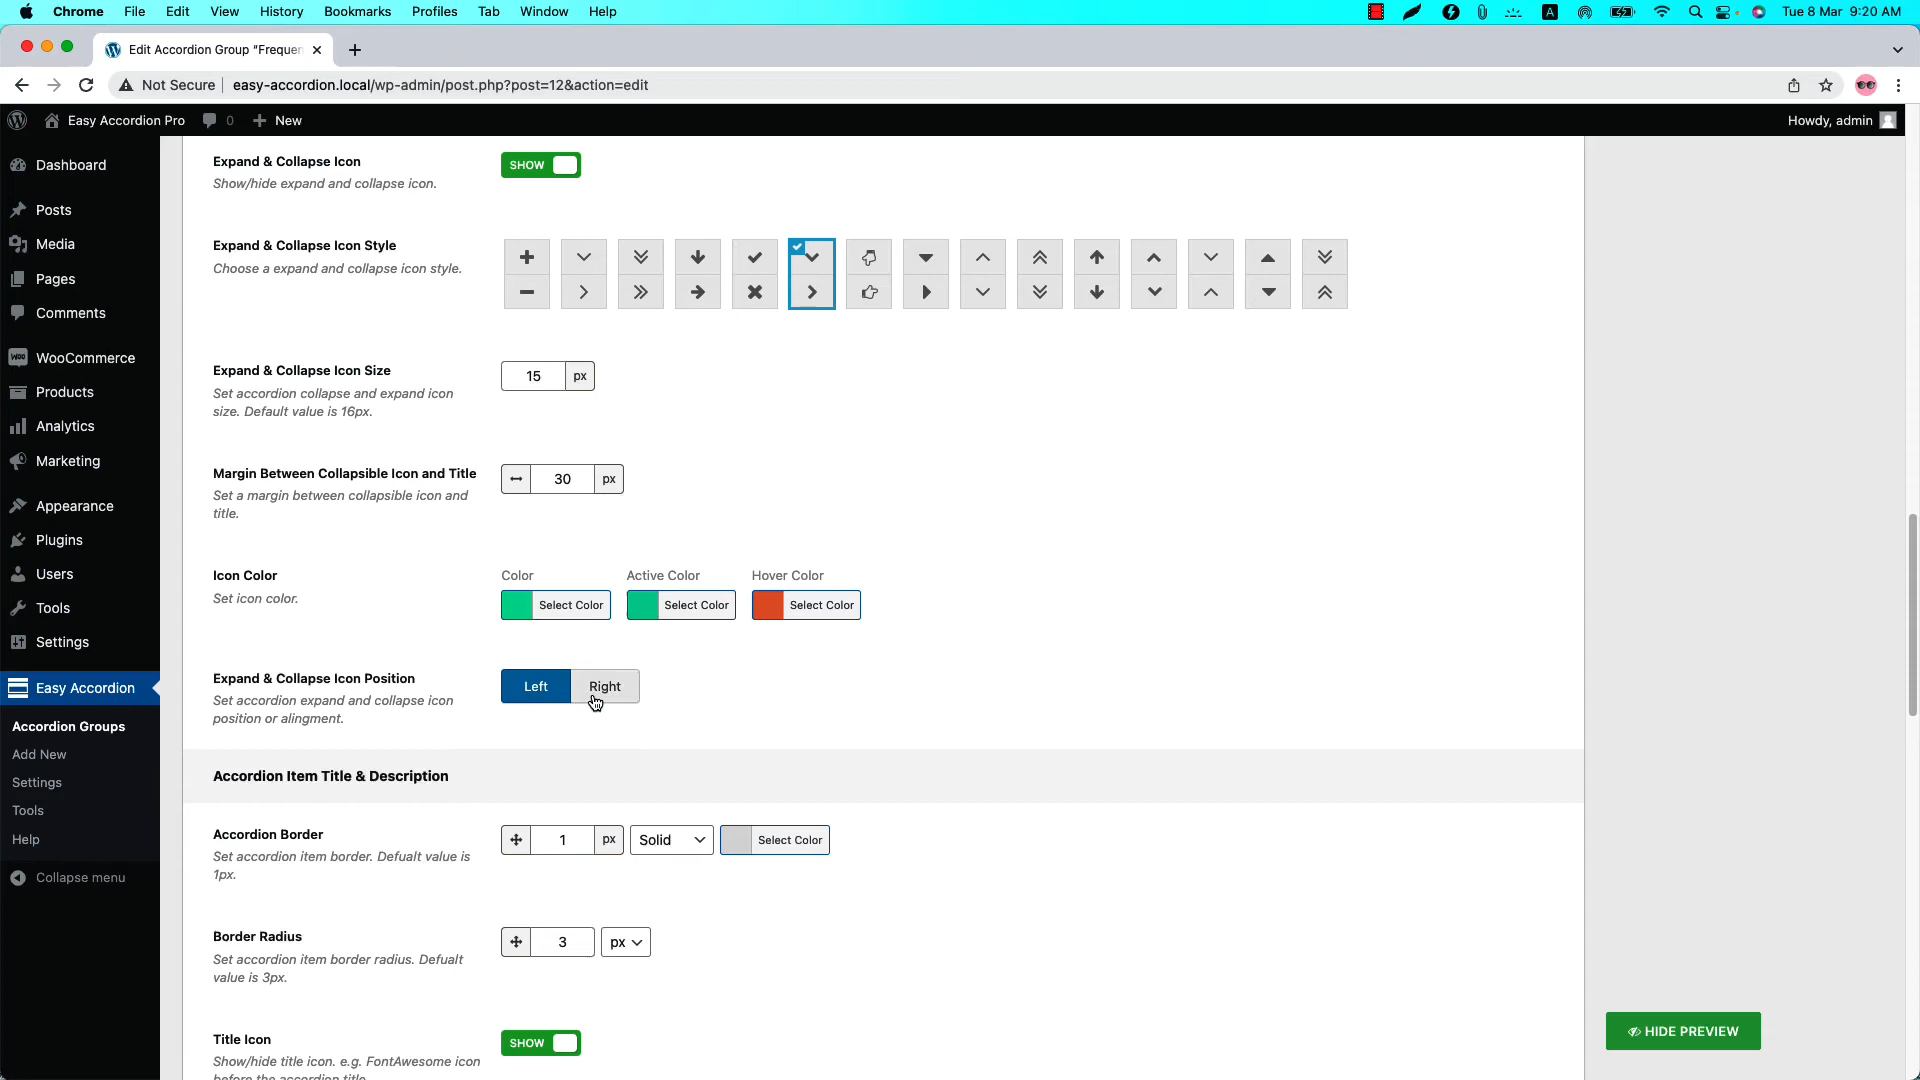 Chrome File Edit View History Bookmarks Profiles Tab Window Help A Tue 8 Mar 9:20 AM
Edit Accordion Group “Frequen
Not Secure easy-accordion.local/wp-admin/post.php?post=12&action=edit
Easy Accordion Pro 0 New Howdy, admin
Dashboard
Posts
Media
Pages
Comments
WooCommerce
Products
Analytics
Marketing
Appearance
Plugins
Users
Tools
Settings
Easy Accordion
Accordion Groups
Add New
Settings
Tools
Help
Collapse menu
Expand & Collapse Icon
Show/hide expand and collapse icon.
SHOW
Expand & Collapse Icon Style
Choose a expand and collapse icon style.
Expand & Collapse Icon Size
Set accordion collapse and expand icon
size. Default value is 16px.
15 px
Margin Between Collapsible Icon and Title
Set a margin between collapsible icon and
title.
30 px
Icon Color
Set icon color.
Color Active Color Hover Color
Select Color Select Color Select Color
Expand & Collapse Icon Position
Set accordion expand and collapse icon
position or alingment.
Left Right
Accordion Item Title & Description
Accordion Border
Set accordion item border. Defualt value is
1px.
1 px Solid Select Color
Border Radius
Set accordion item border radius. Defualt
value is 3px.
3 px
Title Icon
Show/hide title icon. e.g. FontAwesome icon
before the accordion title
SHOW
HIDE PREVIEW